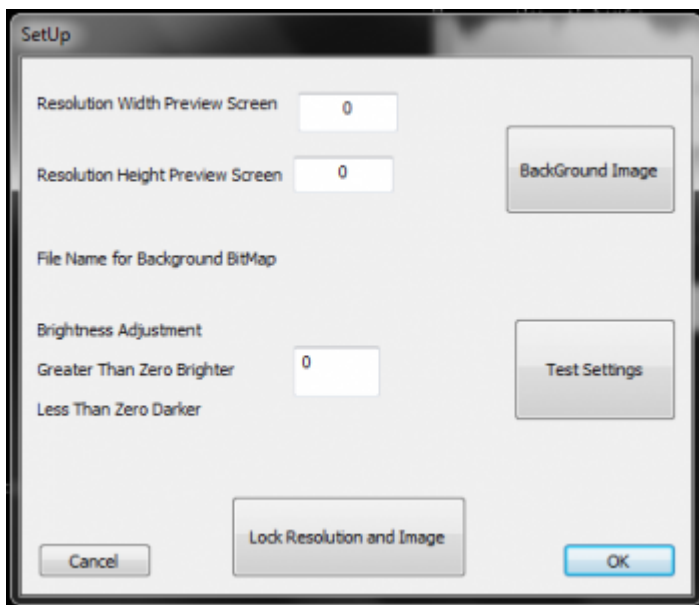 SetUp
Resolution Width Preview Screen 0
BackGround Image
Resolution Height Preview Screen 0
File Name for Background BitMap
Brightness Adjustment
Greater Than Zero Brighter 0
Test Settings
Less Than Zero Darker
Lock Resolution and Image
Cancel
OK